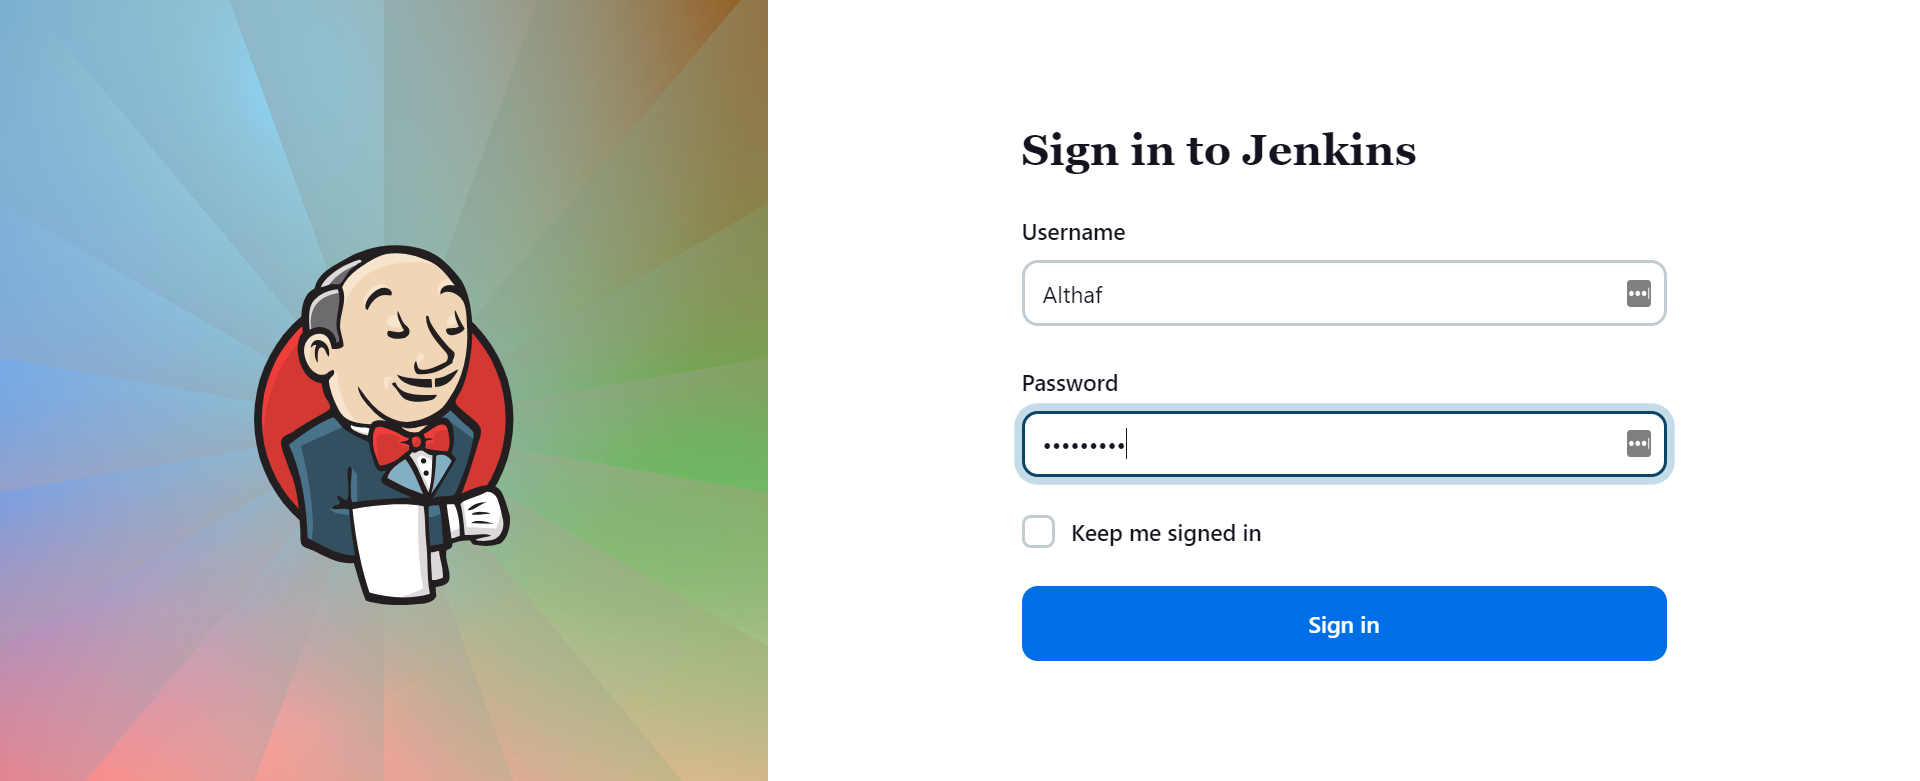 Sign in to Jenkins
Username
Althaf
Password
•••••••••
Keep me signed in
Sign in